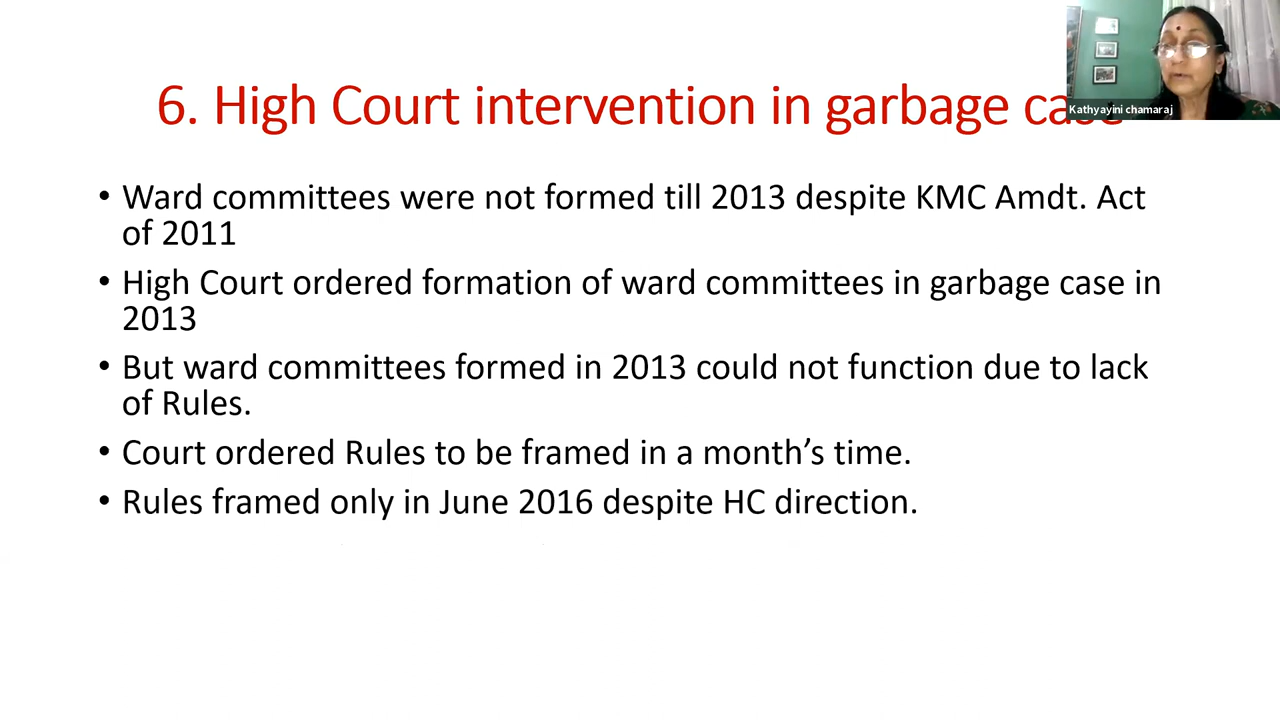 6. High Court intervention in garbage case
Kathyayini chamaraj
• Ward committees were not formed till 2013 despite KMC Amdt. Act
of 2011
• High Court ordered formation of ward committees in garbage case in
2013
• But ward committees formed in 2013 could not function due to lack
of Rules.
• Court ordered Rules to be framed in a month’s time.
• Rules framed only in June 2016 despite HC direction.